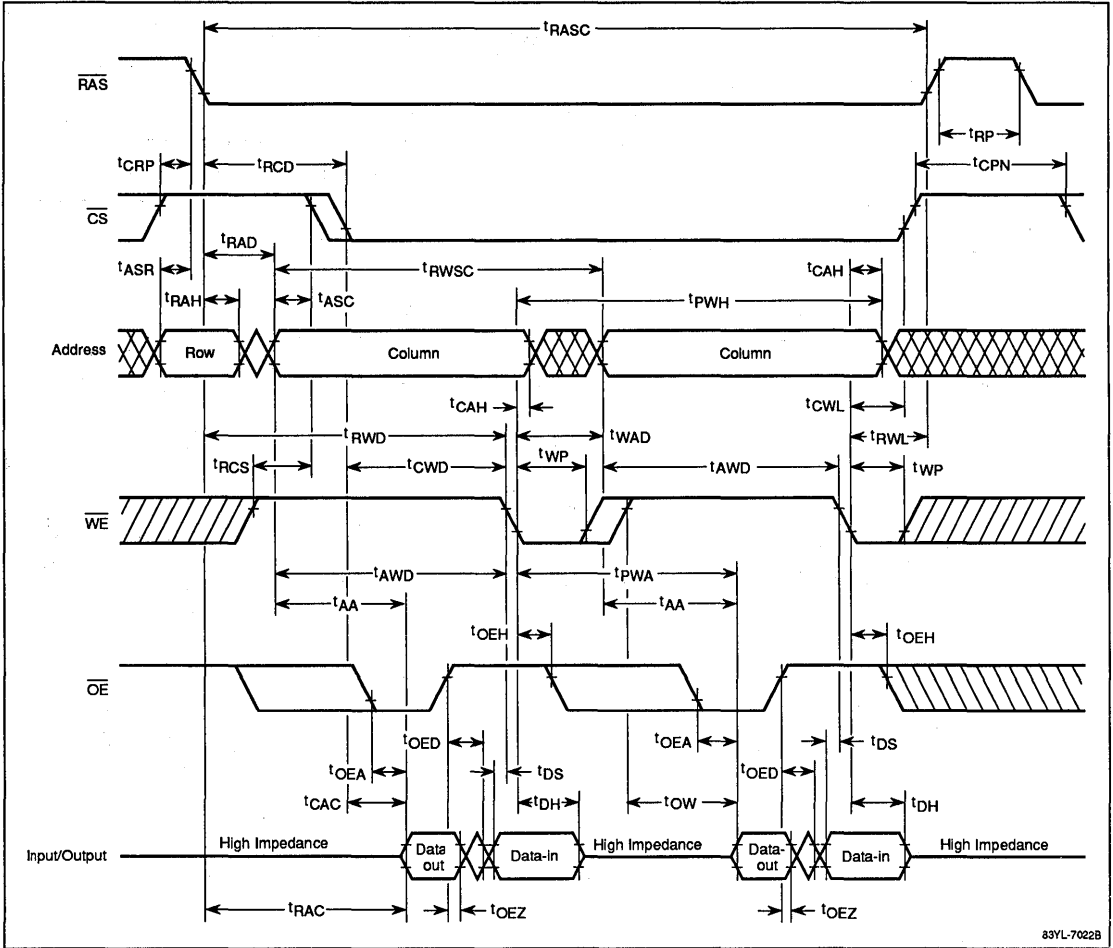 tRASC
RAS
tRP
tCRP
tRCD
tCPN
CS
tRAD
tASR
tRWSC
tCAH
tRAH
tASC
tPWH
Address
Row
Column
Column
tCAH
tCWL
tRWD
tWAD
tRWL
tRCS
tCWD
tWP
tAWD
tWP
WE
tAWD
tPWA
tAA
tAA
tOEH
tOEH
OE
tOED
tOEA
tDS
tOEA
tOED
tDS
tCAC
tDH
tOW
tDH
Input/Output
High Impedance
Data out
Data-in
High Impedance
Data-out
Data-in
High Impedance
tRAC
tOEZ
tOEZ
83YL-7022B